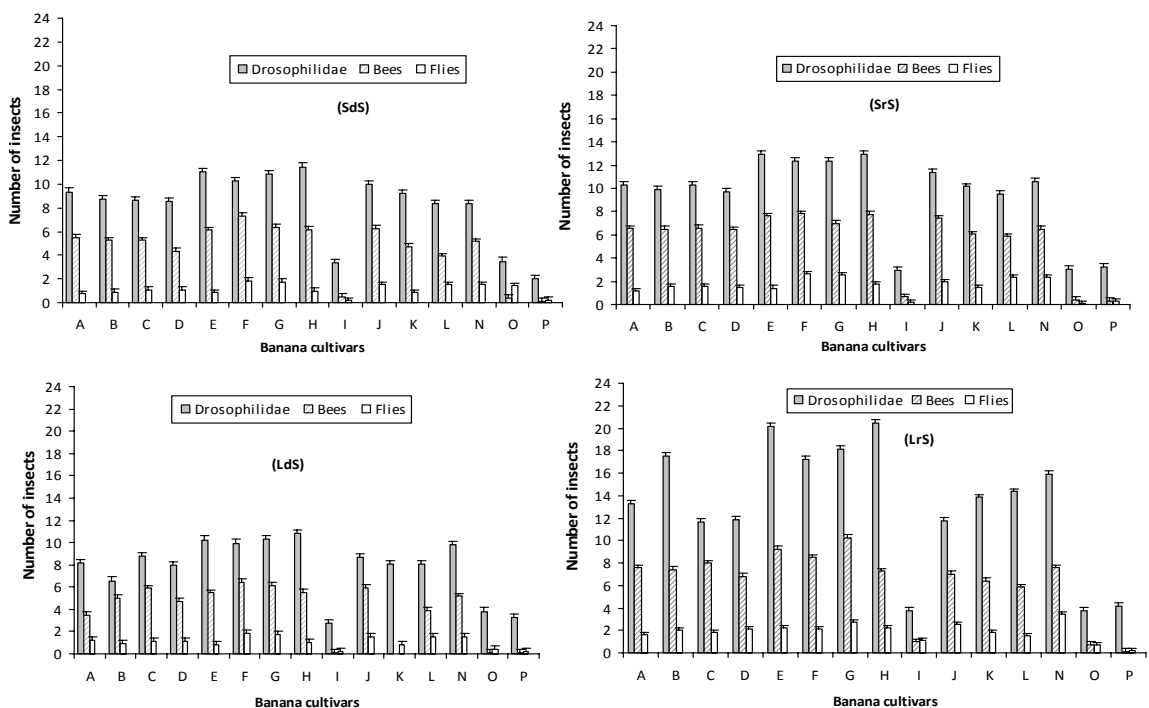 24
22
20
18
16
14
12
10
8
6
4
2
0
Number of insects
Drosophilidae Bees Flies
(SdS)
A B C D E F G H I J K L N O P
Banana cultivars
24
22
20
18
16
14
12
10
8
6
4
2
0
Number of insects
Drosophilidae Bees Flies
(SrS)
A B C D E F G H I J K L N O P
Banana cultivars
24
22
20
18
16
14
12
10
8
6
4
2
0
Number of insects
Drosophilidae Bees Flies
(LdS)
A B C D E F G H I J K L N O P
Banana cultivars
24
22
20
18
16
14
12
10
8
6
4
2
0
Number of insects
Drosophilidae Bees Flies
(LrS)
A B C D E F G H I J K L N O P
Banana cultivars